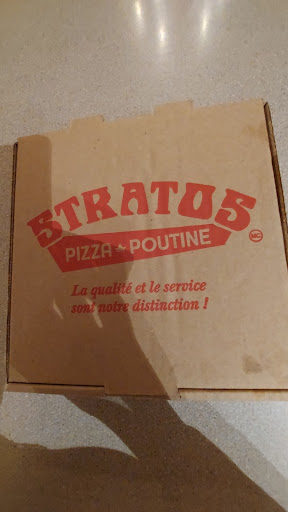 STRATOS
PIZZA & POUTINE
MC
La qualité et le service
sont notre distinction !